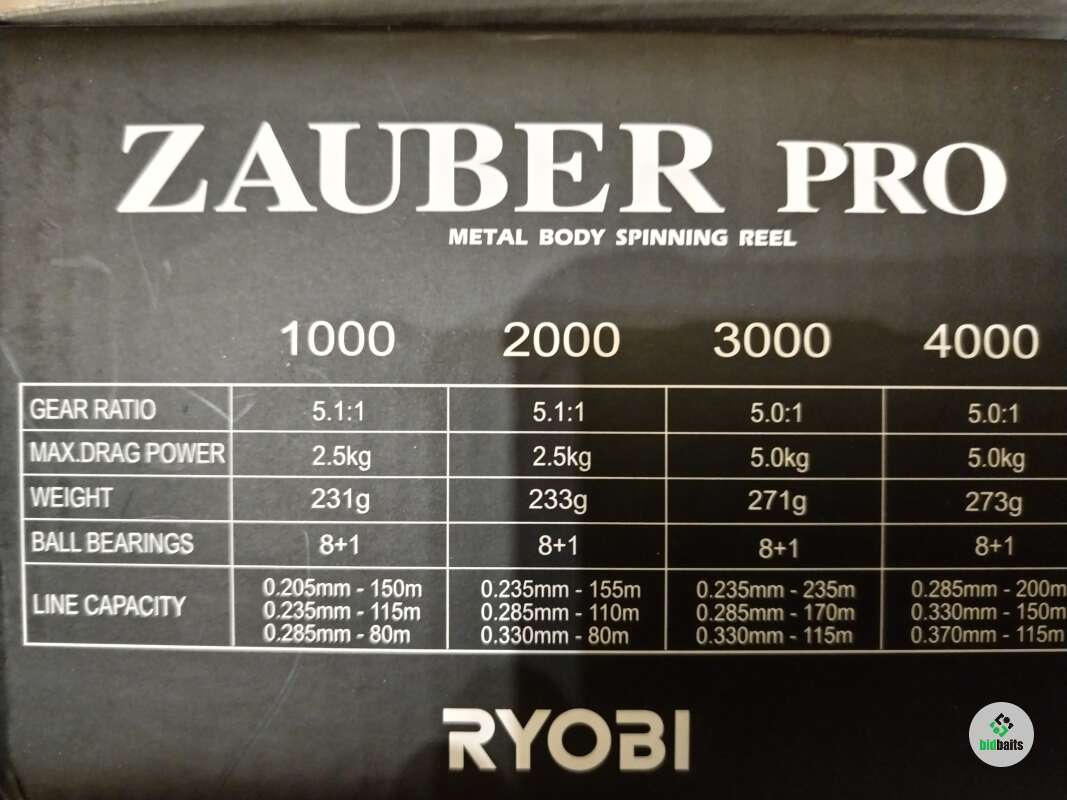 ZAUBER PRO
METAL BODY SPINNING REEL
1000 2000 3000 4000
GEAR RATIO 5.1:1 5.1:1 5.0:1 5.0:1
MAX.DRAG POWER 2.5kg 2.5kg 5.0kg 5.0kg
WEIGHT 231g 233g 271g 273g
BALL BEARINGS 8+1 8+1 8+1 8+1
LINE CAPACITY
0.205mm - 150m 0.235mm - 155m 0.235mm - 235m 0.285mm - 200m
0.235mm - 115m 0.285mm - 110m 0.285mm - 170m 0.330mm - 150m
0.285mm - 80m 0.330mm - 80m 0.330mm - 115m 0.370mm - 115m
RYOBI
bidbaits